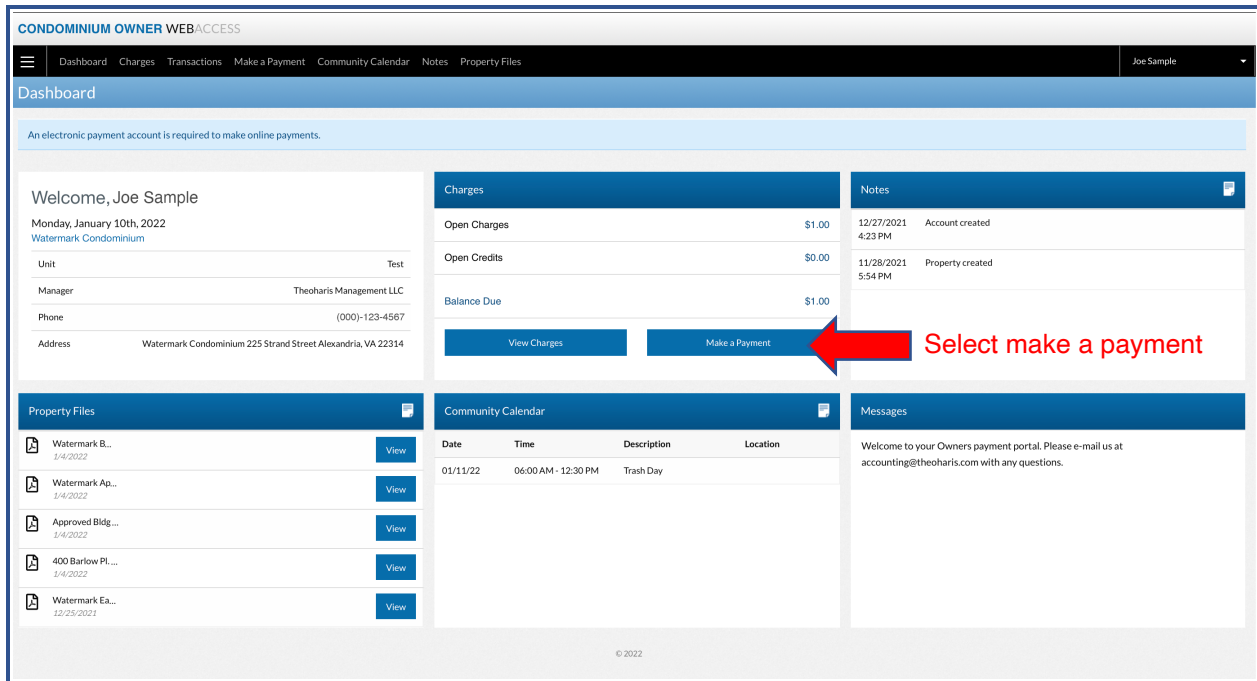 CONDOMINIUM OWNER WEBACCESS
Dashboard Charges Transactions Make a Payment Community Calendar Notes Property Files
Joe Sample
Dashboard
An electronic payment account is required to make online payments.
Welcome, Joe Sample
Monday, January 10th, 2022
Watermark Condominium
Unit Test
Manager Theoharis Management LLC
Phone (000)-123-4567
Address Watermark Condominium 225 Strand Street Alexandria, VA 22314
Charges
Open Charges $1.00
Open Credits $0.00
Balance Due $1.00
View Charges Make a Payment
Select make a payment
Notes
12/27/2021 Account created
4:23 PM
11/28/2021 Property created
5:54 PM
Property Files
Watermark B... View
1/4/2022
Watermark Ap... View
1/4/2022
Approved Bldg... View
1/4/2022
400 Barlow Pl.... View
1/4/2022
Watermark Ea... View
12/25/2021
Community Calendar
Date Time Description Location
01/11/22 06:00 AM - 12:30 PM Trash Day
Messages
Welcome to your Owners payment portal. Please e-mail us at
accounting@theoharis.com with any questions.
© 2022